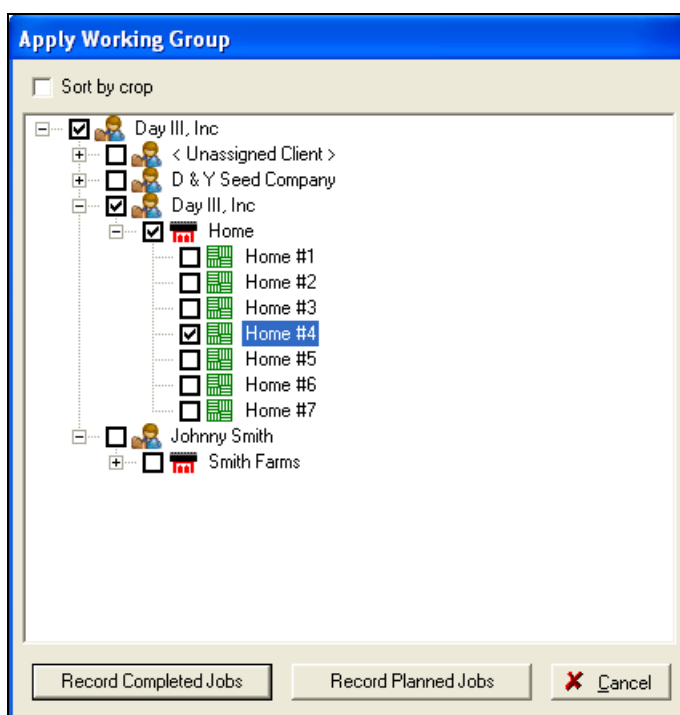 Apply Working Group
Sort by crop
Day III, Inc
< Unassigned Client >
D & Y Seed Company
Day III, Inc
Home
Home #1
Home #2
Home #3
Home #4
Home #5
Home #6
Home #7
Johnny Smith
Smith Farms
Record Completed Jobs Record Planned Jobs Cancel